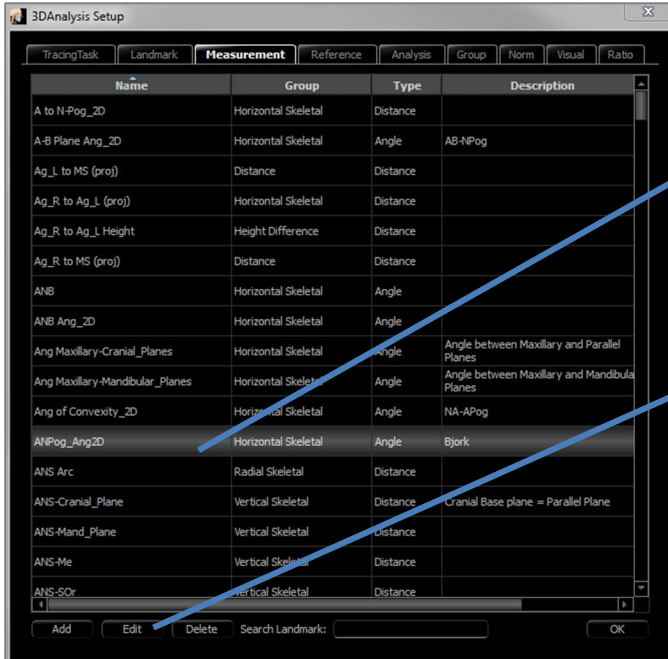 3DAnalysis Setup
TracingTask Landmark Measurement Reference Analysis Group Norm Visual Ratio
Name Group Type Description
A to N-Pog_2D Horizontal Skeletal Distance
A-B Plane Ang_2D Horizontal Skeletal Angle AB-NPog
Ag_L to MS (proj) Distance Distance
Ag_R to Ag_L (proj) Horizontal Skeletal Distance
Ag_R to Ag_L Height Height Difference Distance
Ag_R to MS (proj) Distance Distance
ANB Horizontal Skeletal Angle
ANB Ang_2D Horizontal Skeletal Angle
Ang Maxillary-Cranial_Planes Horizontal Skeletal Angle Angle between Maxillary and Parallel
Planes
Ang Maxillary-Mandibular_Planes Horizontal Skeletal Angle Angle between Maxillary and Mandibula
Planes
Ang of Convexity_2D Horizontal Skeletal Angle NA-APog
ANPog_Ang2D Horizontal Skeletal Angle Bjork
ANS Arc Radial Skeletal Distance
ANS-Cranial_Plane Vertical Skeletal Distance Cranial Base plane = Parallel Plane
ANS-Mand_Plane Vertical Skeletal Distance
ANS-Me Vertical Skeletal Distance
ANS-SOr Vertical Skeletal Distance
Add Edit Delete Search Landmark: OK